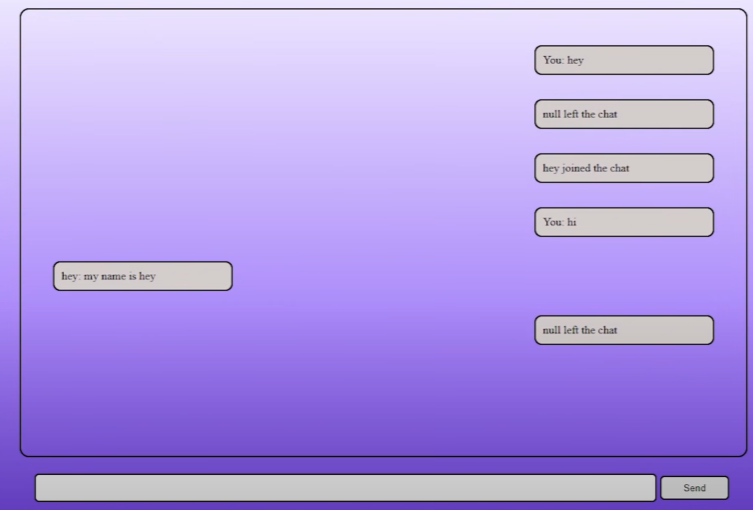 You: hey
null left the chat
hey joined the chat
You: hi
hey: my name is hey
null left the chat
Send